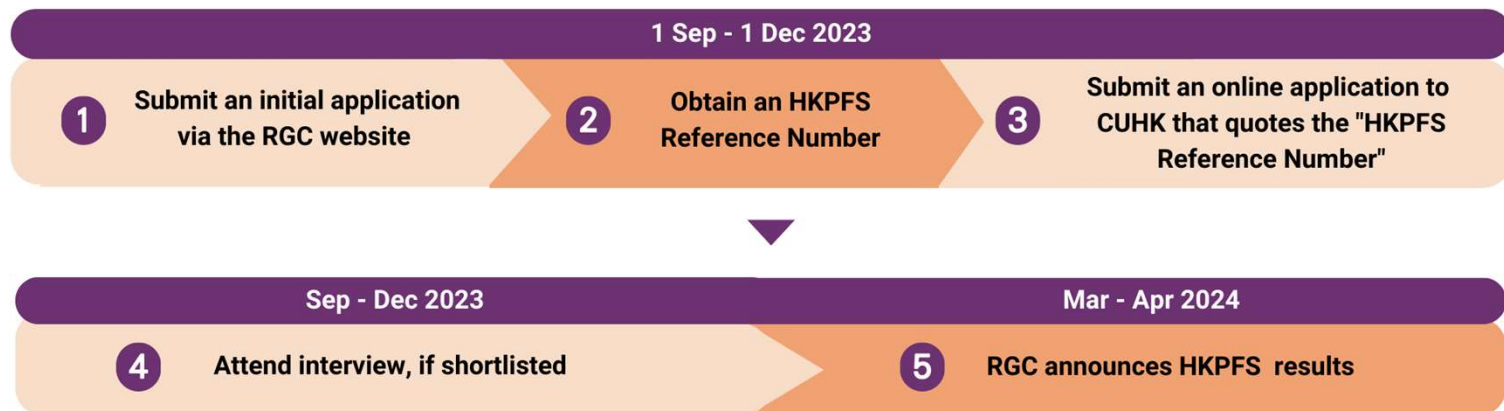 1 Sep - 1 Dec 2023
1
Submit an initial application
via the RGC website
2
Obtain an HKPFS
Reference Number
3
Submit an online application to
CUHK that quotes the "HKPFS
Reference Number"
Sep - Dec 2023
Mar - Apr 2024
4
Attend interview, if shortlisted
5
RGC announces HKPFS results